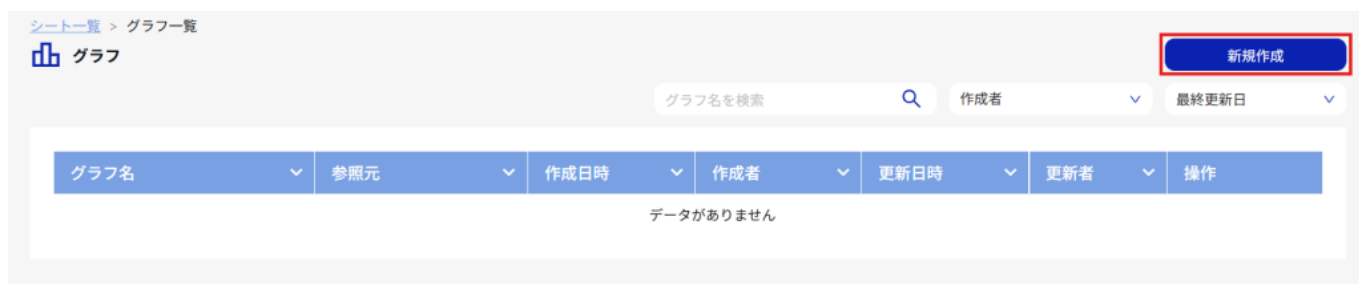 シート一覧 > グラフ一覧
グラフ
新規作成
グラフ名を検索 作成者 最終更新日
グラフ名 参照元 作成日時 作成者 更新日時 更新者 操作
データがありません